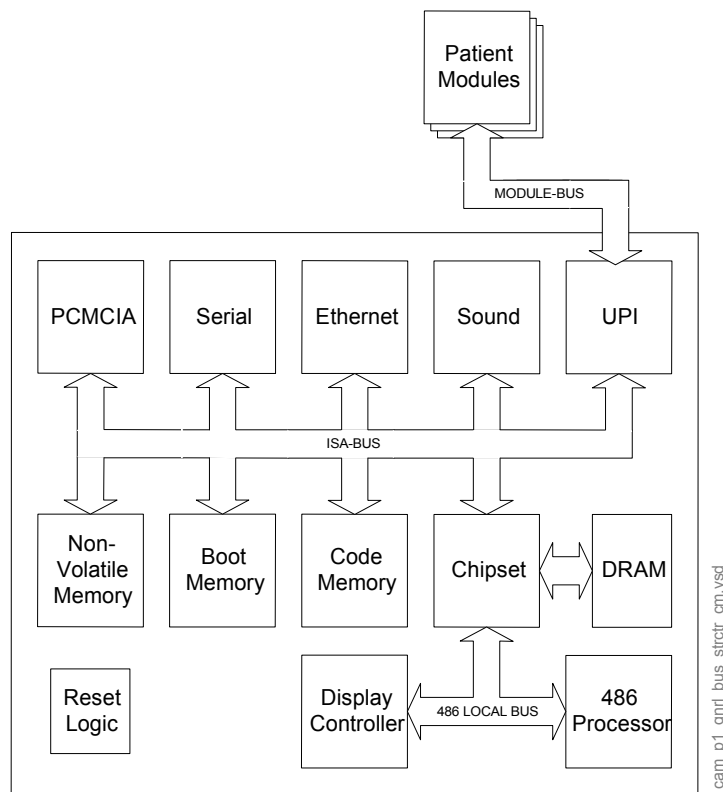 Patient
Modules
MODULE-BUS
PCMCIA
Serial
Ethernet
Sound
UPI
ISA-BUS
Non-
Volatile
Memory
Boot
Memory
Code
Memory
Chipset
DRAM
Reset
Logic
Display
Controller
486 LOCAL BUS
486
Processor
cam_p1_gnrl_bus_strctr_cm.vsd